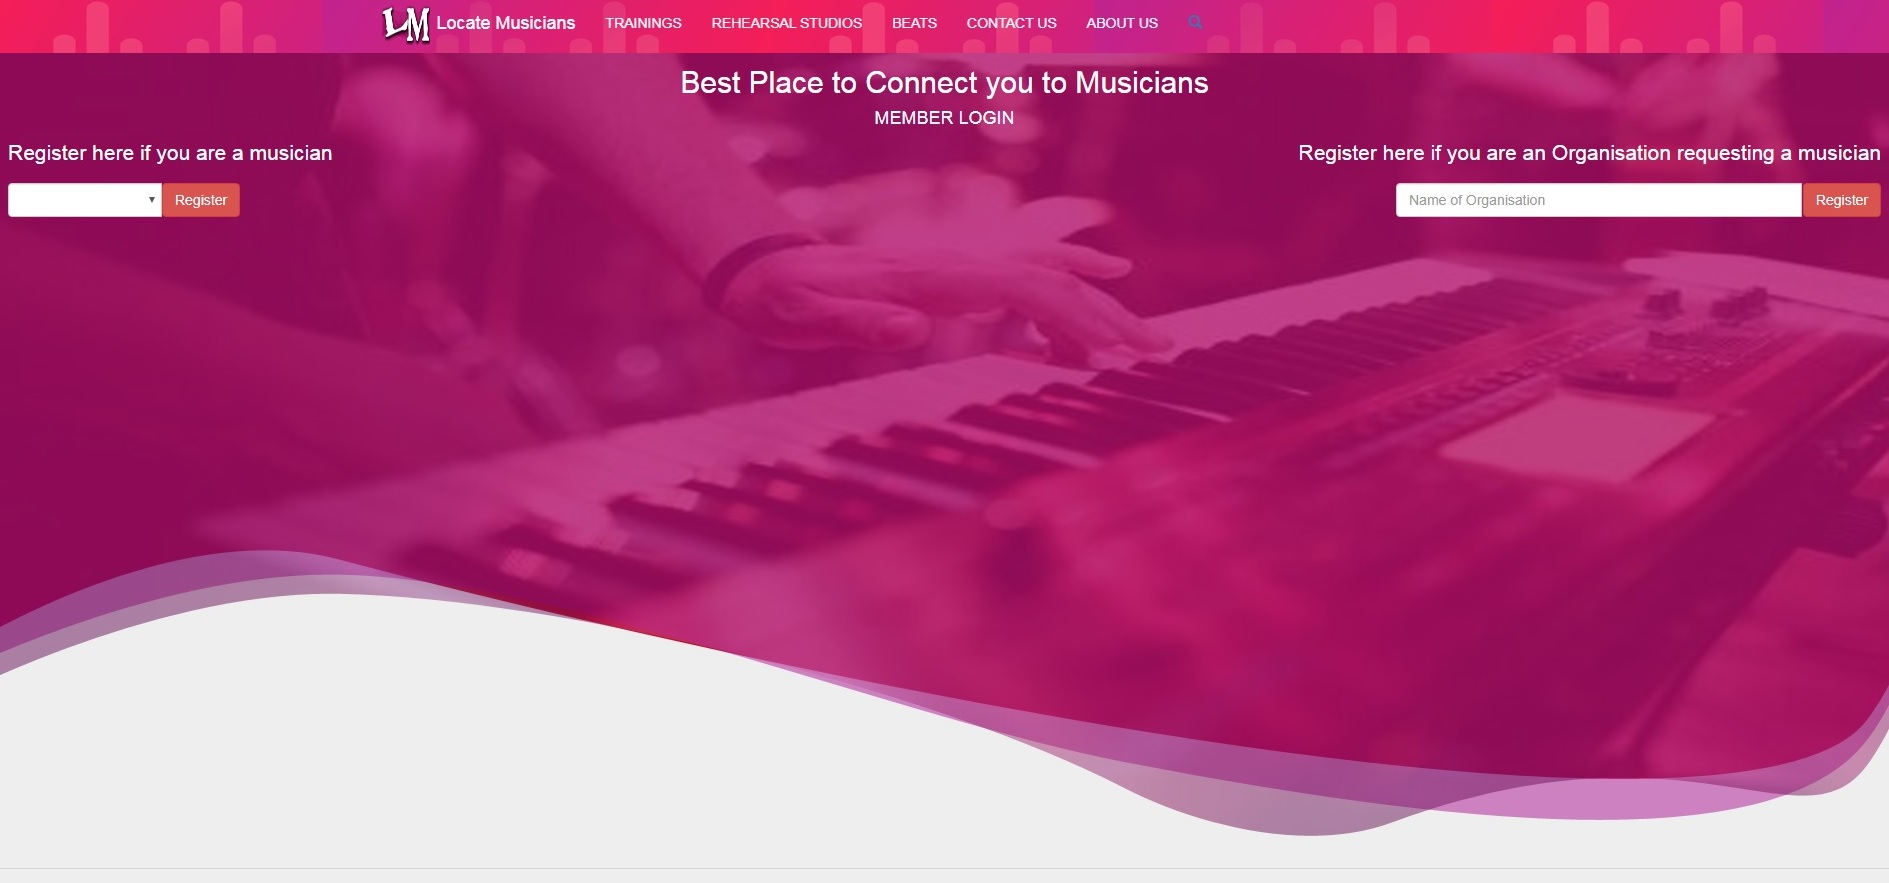 LM Locate Musicians TRAININGS REHEARSAL STUDIOS BEATS CONTACT US ABOUT US
Best Place to Connect you to Musicians
MEMBER LOGIN
Register here if you are a musician
Register
Register here if you are an Organisation requesting a musician
Name of Organisation Register